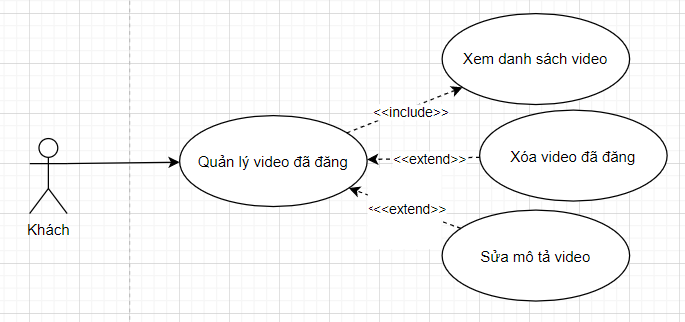 Xem danh sách video
<<include>>
Quản lý video đã đăng
<<extend>>
Xóa video đã đăng
<<extend>>
Khách
Sửa mô tả video